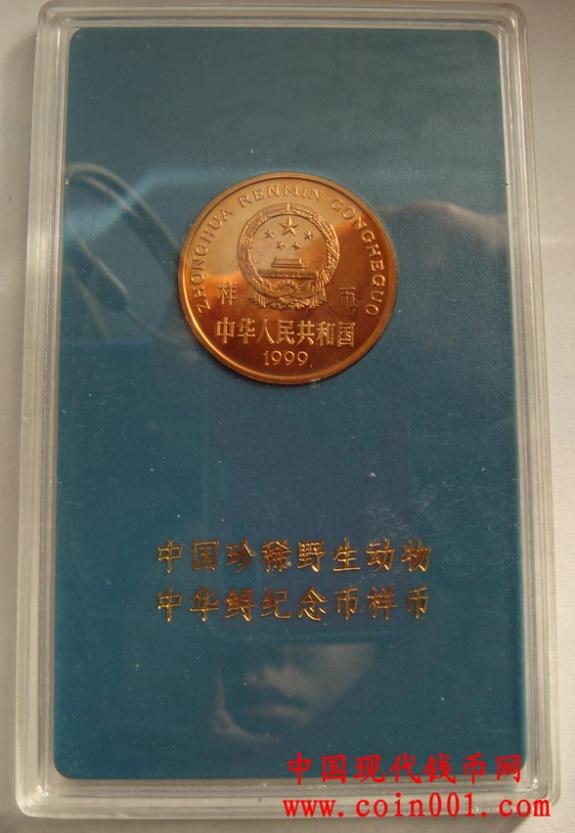 ZHONGHUA RENMIN GONGHEGUO
样 币
中华人民共和国
1999
中国珍稀野生动物
中华鲟纪念币样币
中国现代钱币网
www.coin001.com